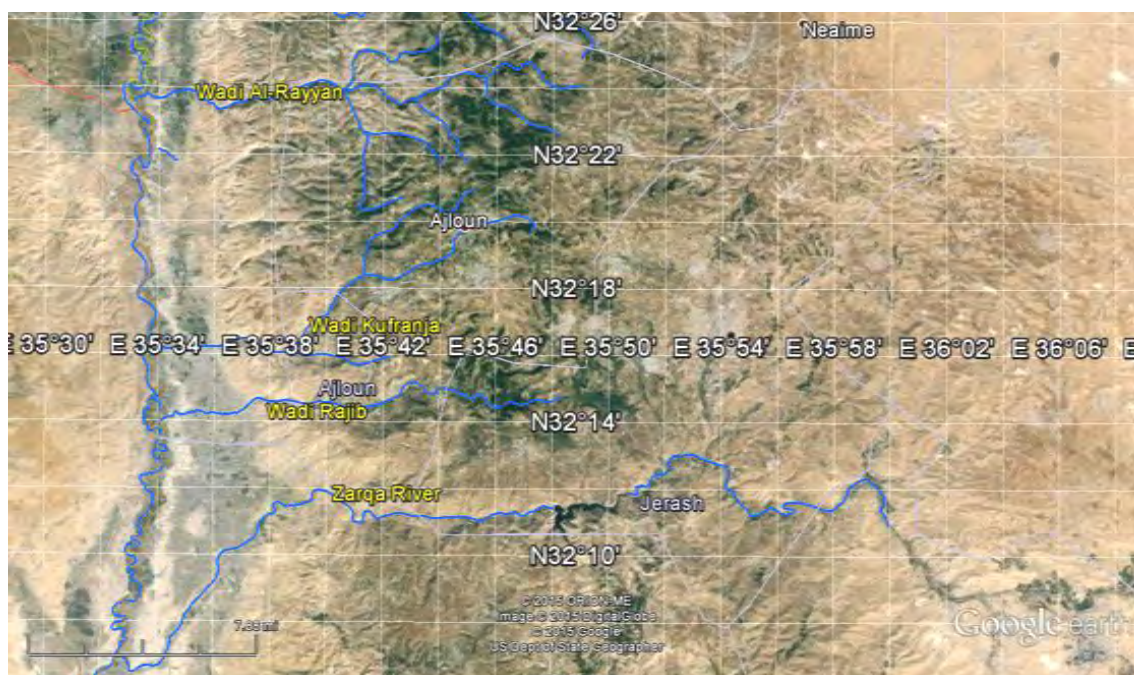 N32°26'
Neaime
Wadi Al-Rayyan
N32°22'
Ajloun
N32°18'
Wadi Kufranja
E 35°30' E 35°34' E 35°38' E 35°42' E 35°46' E 35°50' E 35°54' E 35°58' E 36°02' E 36°06' E
Ajloun
Wadi Rajib
N32°14'
Zarqa River
Jerash
N32°10'
© 2015 ORION-ME
Image © 2015 DigitalGlobe
© 2015 Google
US Dept of State Geographer
Google earth